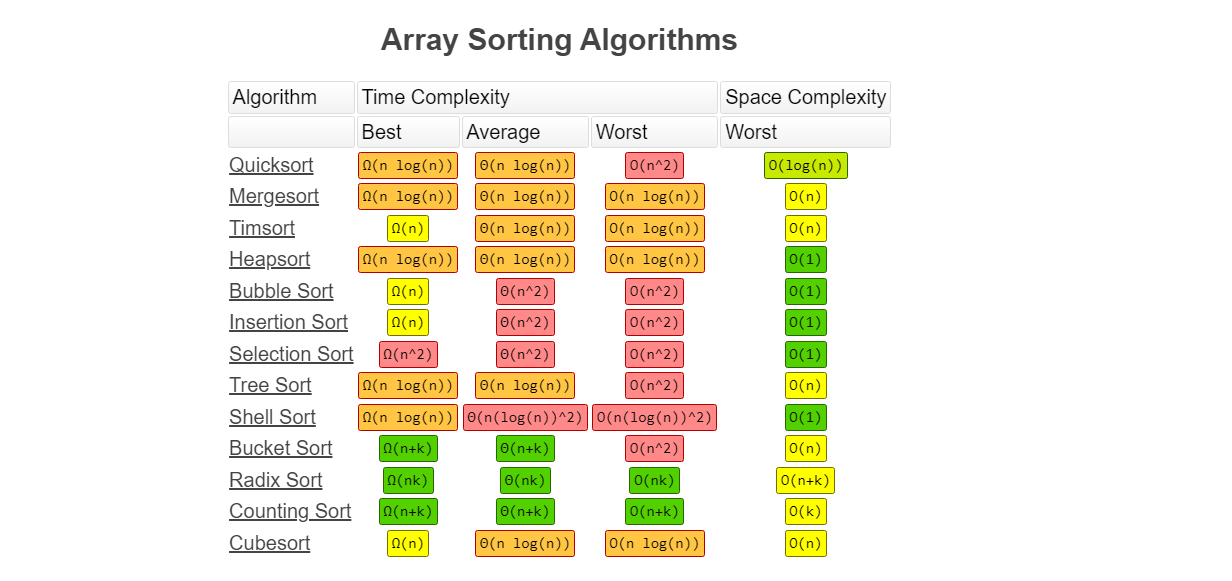 Array Sorting Algorithms
Algorithm Time Complexity Space Complexity
Best Average Worst Worst
Quicksort Ω(n log(n)) Θ(n log(n)) O(n^2) O(log(n))
Mergesort Ω(n log(n)) Θ(n log(n)) O(n log(n)) O(n)
Timsort Ω(n) Θ(n log(n)) O(n log(n)) O(n)
Heapsort Ω(n log(n)) Θ(n log(n)) O(n log(n)) O(1)
Bubble Sort Ω(n) Θ(n^2) O(n^2) O(1)
Insertion Sort Ω(n) Θ(n^2) O(n^2) O(1)
Selection Sort Ω(n^2) Θ(n^2) O(n^2) O(1)
Tree Sort Ω(n log(n)) Θ(n log(n)) O(n^2) O(n)
Shell Sort Ω(n log(n)) Θ(n(log(n))^2) O(n(log(n))^2) O(1)
Bucket Sort Ω(n+k) Θ(n+k) O(n^2) O(n)
Radix Sort Ω(nk) Θ(nk) O(nk) O(n+k)
Counting Sort Ω(n+k) Θ(n+k) O(n+k) O(k)
Cubesort Ω(n) Θ(n log(n)) O(n log(n)) O(n)